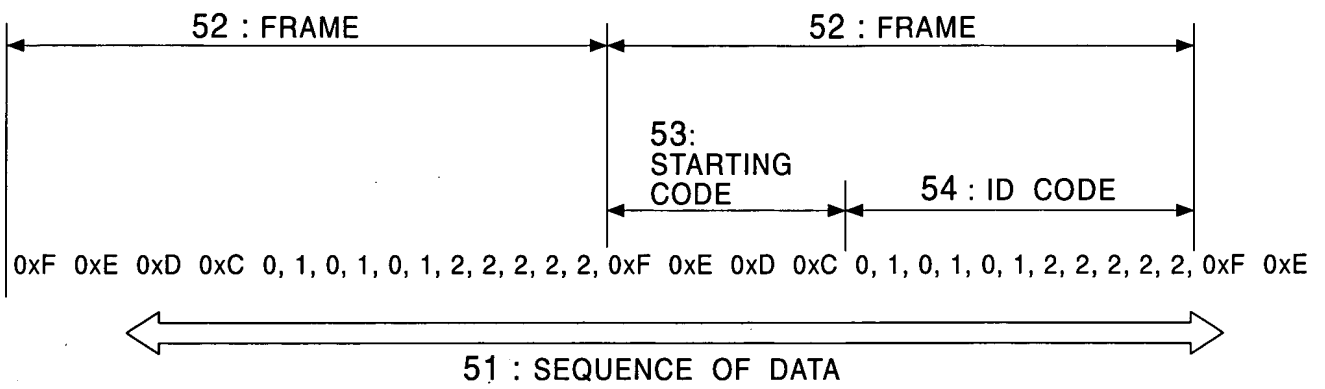 52 : FRAME 52 : FRAME
53:
STARTING
CODE
54 : ID CODE
0xF 0xE 0xD 0xC 0, 1, 0, 1, 0, 1, 2, 2, 2, 2, 2, 0xF 0xE 0xD 0xC 0, 1, 0, 1, 0, 1, 2, 2, 2, 2, 2, 0xF 0xE
51 : SEQUENCE OF DATA